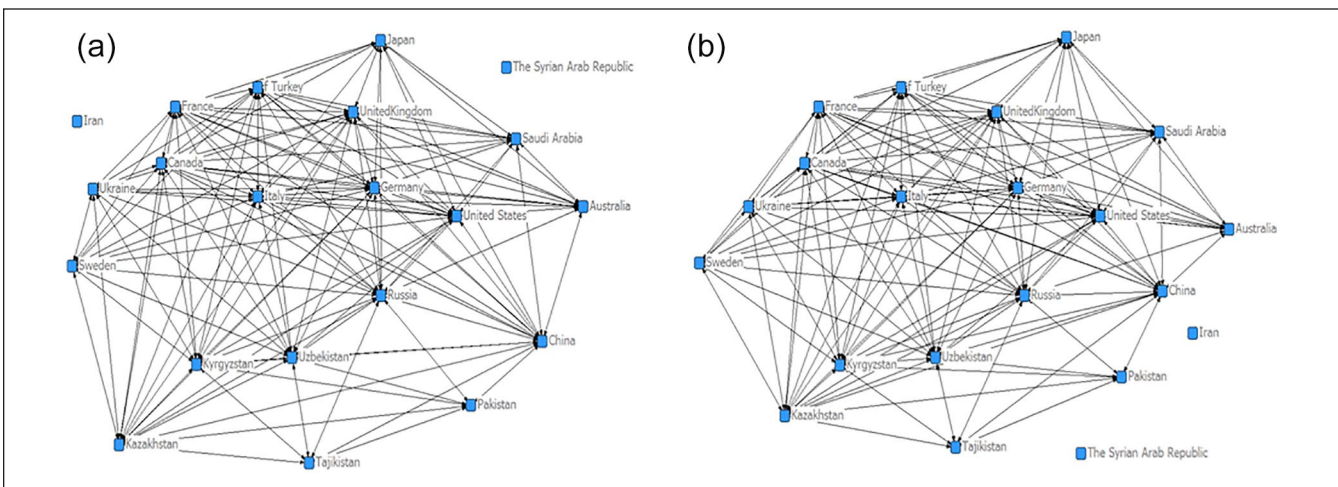 (a)
Japan
The Syrian Arab Republic
f Turkey
France
UnitedKingdom
Iran
Saudi Arabia
Canada
Ukraine
Italy
Germany
United States
Australia
Sweden
Russia
China
Kyrgyzstan
Uzbekistan
Pakistan
Kazakhstan
Tajikistan
(b)
Japan
f Turkey
France
UnitedKingdom
Saudi Arabia
Canada
Ukraine
Italy
Germany
United States
Australia
Sweden
Russia
China
Iran
Kyrgyzstan
Uzbekistan
Pakistan
Kazakhstan
Tajikistan
The Syrian Arab Republic